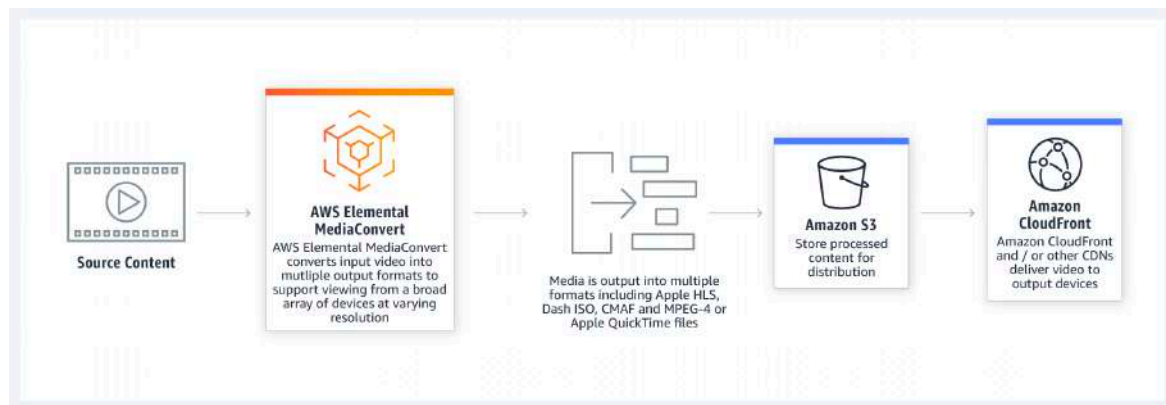 Source Content
AWS Elemental
MediaConvert
AWS Elemental MediaConvert
converts input video into
mutliple output formats to
support viewing from a broad
array of devices at varying
resolution
Media is output into multiple
formats including Apple HLS,
Dash ISO, CMAF and MPEG-4 or
Apple QuickTime files
Amazon S3
Store processed
content for
distribution
Amazon
CloudFront
Amazon CloudFront
and / or other CDNs
deliver video to
output devices